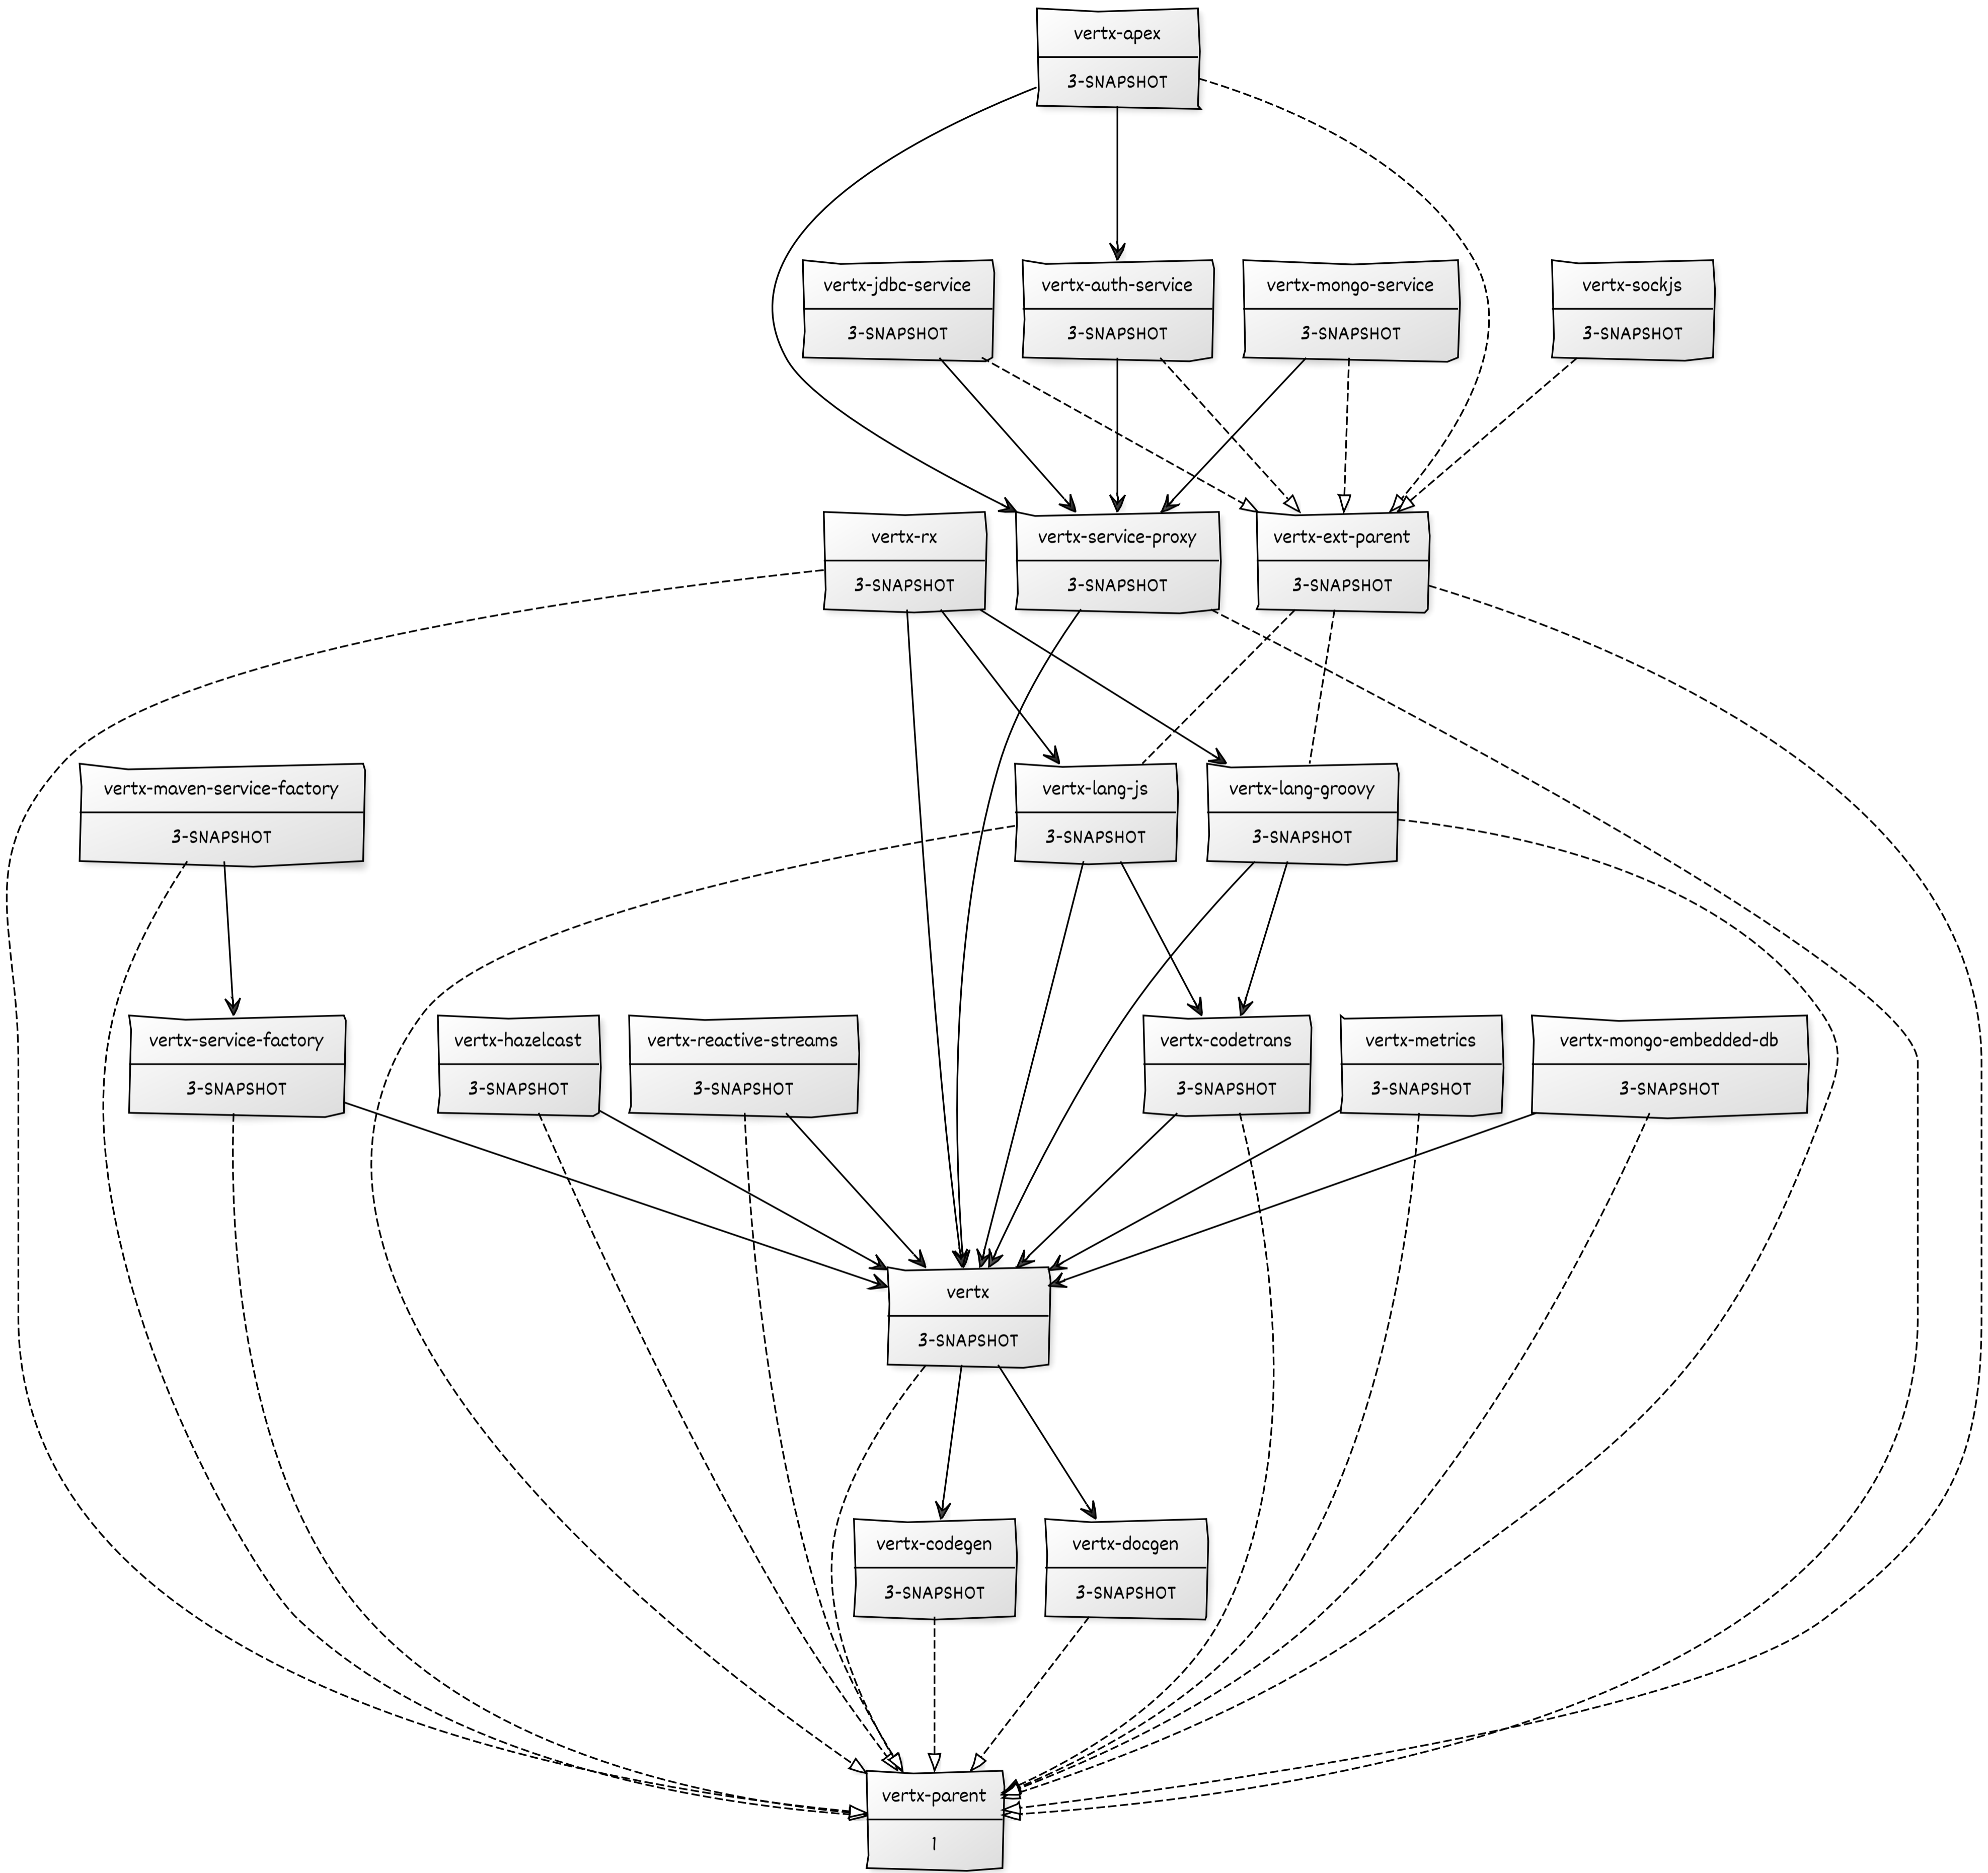 vertx-apex
3-SNAPSHOT
vertx-jdbc-service
3-SNAPSHOT
vertx-auth-service
3-SNAPSHOT
vertx-mongo-service
3-SNAPSHOT
vertx-sockjs
3-SNAPSHOT
vertx-rx
3-SNAPSHOT
vertx-service-proxy
3-SNAPSHOT
vertx-ext-parent
3-SNAPSHOT
vertx-maven-service-factory
3-SNAPSHOT
vertx-lang-js
3-SNAPSHOT
vertx-lang-groovy
3-SNAPSHOT
vertx-service-factory
3-SNAPSHOT
vertx-hazelcast
3-SNAPSHOT
vertx-reactive-streams
3-SNAPSHOT
vertx-codetrans
3-SNAPSHOT
vertx-metrics
3-SNAPSHOT
vertx-mongo-embedded-db
3-SNAPSHOT
vertx
3-SNAPSHOT
vertx-codegen
3-SNAPSHOT
vertx-docgen
3-SNAPSHOT
vertx-parent
1